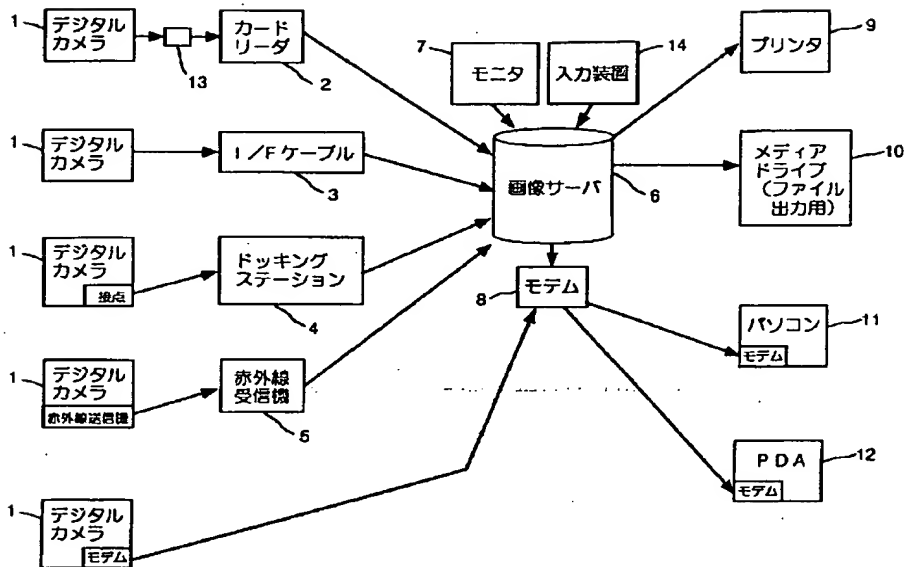 1
デジタル
カメラ
13
カード
リーダ
2
7
モニタ
14
入力装置
プリンタ
9
1
デジタル
カメラ
I/Fケーブル
3
画像サーバ
6
メディア
ドライブ
(ファイル
出力用)
10
1
デジタル
カメラ
接点
ドッキング
ステーション
4
8
モデム
パソコン
モデム
11
1
デジタル
カメラ
赤外線送信機
赤外線
受信機
5
PDA
モデム
12
1
デジタル
カメラ
モデム